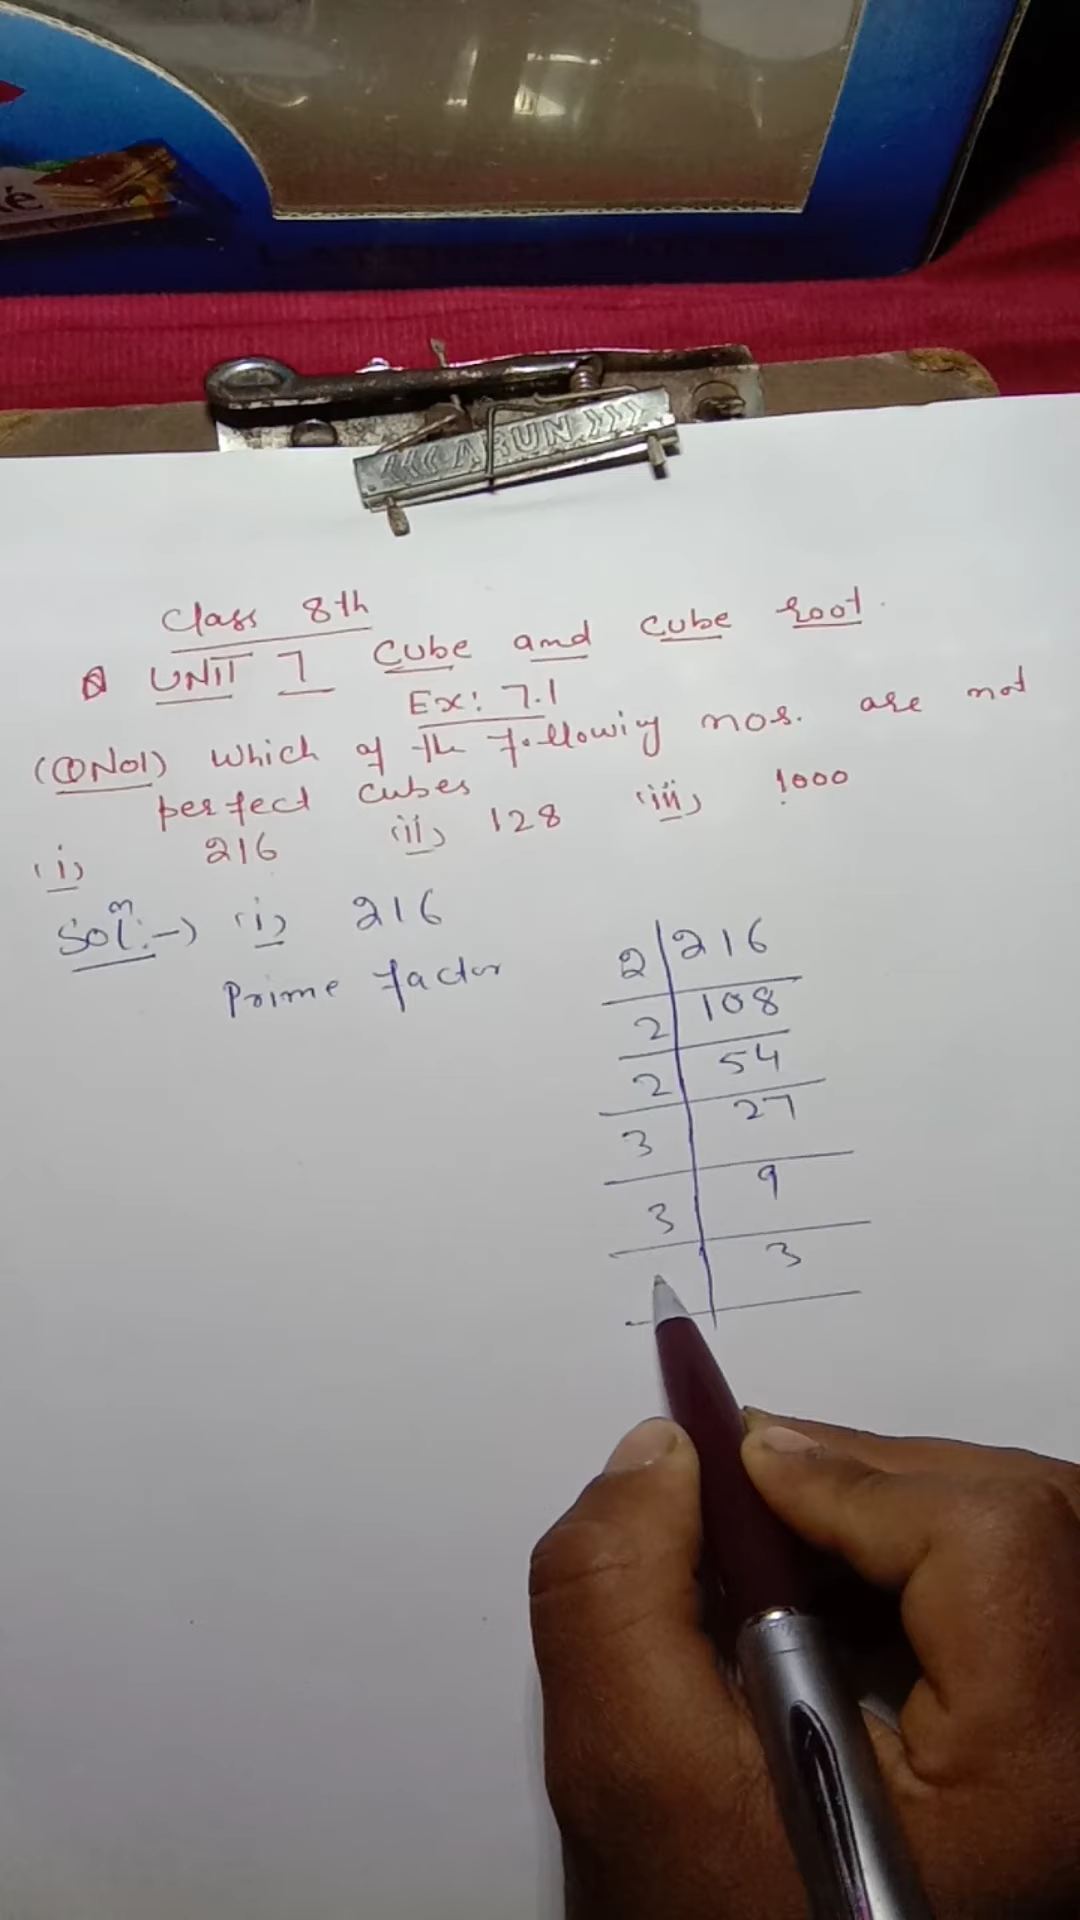 é
<<< ARUN >>>
Class 8th
UNIT 7 Cube and Cube Root.
Ex: 7.1
(QNo1) Which of the following nos. are not
perfect cubes
(i) 216 (ii) 128 (iii) 1000
Solⁿ:-) (i) 216
Prime factor
2 | 216
2 | 108
2 | 54
3 | 27
3 | 9
3